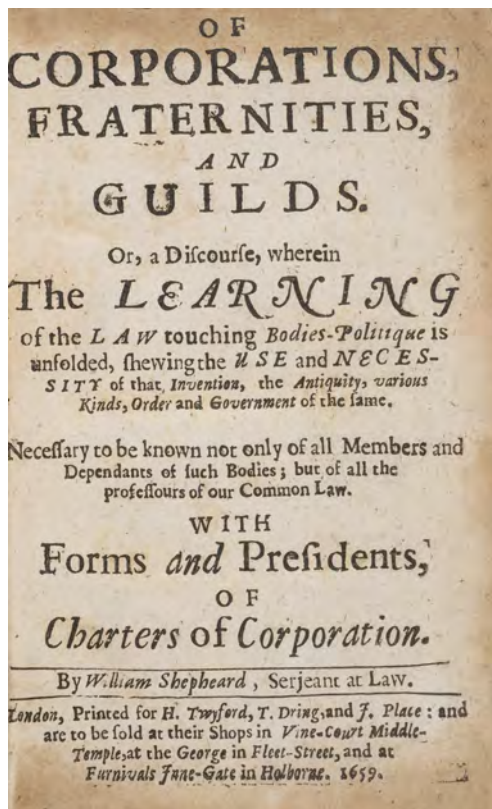 OF
CORPORATIONS,
FRATERNITIES,
AND
GUILDS.
Or, a Diſcourſe, wherein
The LEARNING
of the LAW touching Bodies-Politique is
unfolded, ſhewing the USE and NECES-
SITY of that Invention, the Antiquity, various
Kinds, Order and Government of the ſame.
Neceſſary to be known not only of all Members and
Dependants of ſuch Bodies; but of all the
profeſſours of our Common Law.
WITH
Forms and Preſidents,
OF
Charters of Corporation.
By William Shepheard, Serjeant at Law.
London, Printed for H. Twyford, T. Dring, and J. Place: and
are to be ſold at their Shops in Vine-Court Middle-
Temple, at the George in Fleet-Street, and at
Furnivals Inne-Gate in Holborne. 1659.